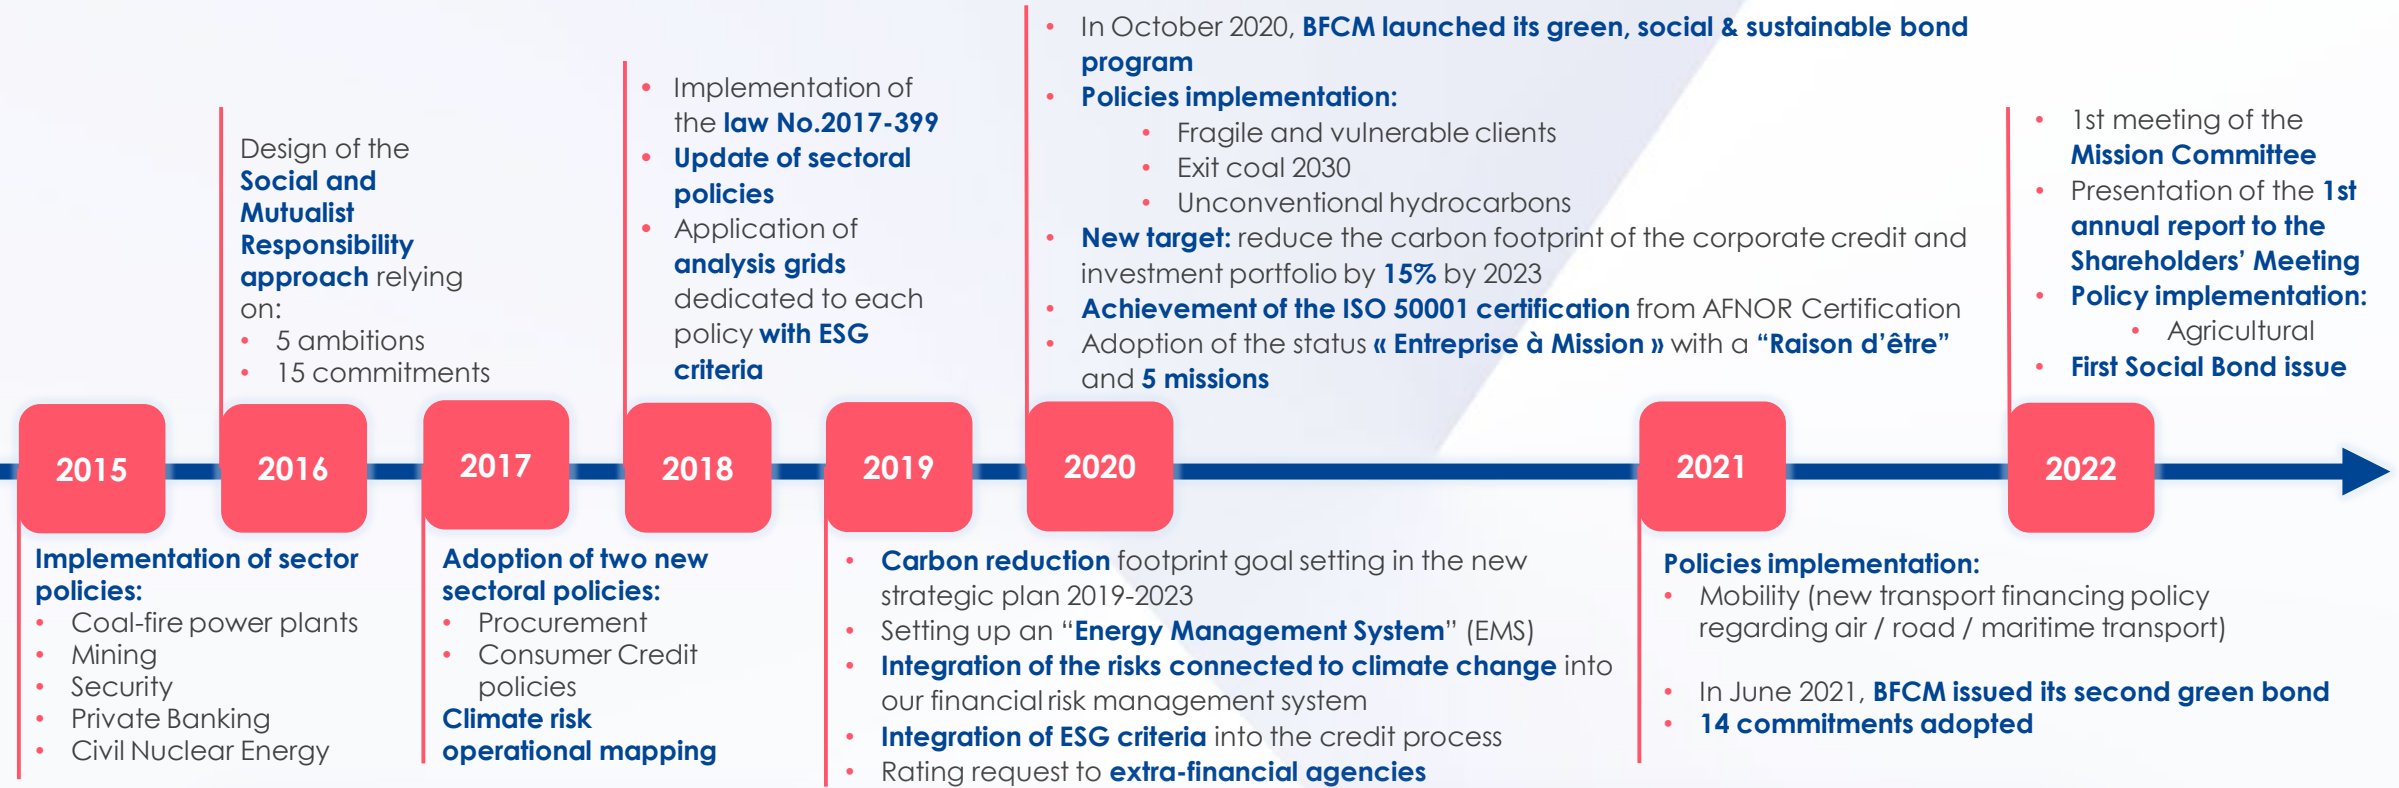 2015
Implementation of sector
policies:
• Coal-fire power plants
• Mining
• Security
• Private Banking
• Civil Nuclear Energy
Design of the
Social and
Mutualist
Responsibility
approach relying
on:
• 5 ambitions
• 15 commitments
2016
2017
Adoption of two new
sectoral policies:
• Procurement
• Consumer Credit
policies
Climate risk
operational mapping
• Implementation of
the law No.2017-399
• Update of sectoral
policies
• Application of
analysis grids
dedicated to each
policy with ESG
criteria
2018
2019
• Carbon reduction footprint goal setting in the new
strategic plan 2019-2023
• Setting up an “Energy Management System” (EMS)
• Integration of the risks connected to climate change into
our financial risk management system
• Integration of ESG criteria into the credit process
• Rating request to extra-financial agencies
• In October 2020, BFCM launched its green, social & sustainable bond
program
• Policies implementation:
• Fragile and vulnerable clients
• Exit coal 2030
• Unconventional hydrocarbons
• New target: reduce the carbon footprint of the corporate credit and
investment portfolio by 15% by 2023
• Achievement of the ISO 50001 certification from AFNOR Certification
• Adoption of the status « Entreprise à Mission » with a “Raison d’être”
and 5 missions
2020
2021
Policies implementation:
• Mobility (new transport financing policy
regarding air / road / maritime transport)
• In June 2021, BFCM issued its second green bond
• 14 commitments adopted
• 1st meeting of the
Mission Committee
• Presentation of the 1st
annual report to the
Shareholders’ Meeting
• Policy implementation:
• Agricultural
• First Social Bond issue
2022